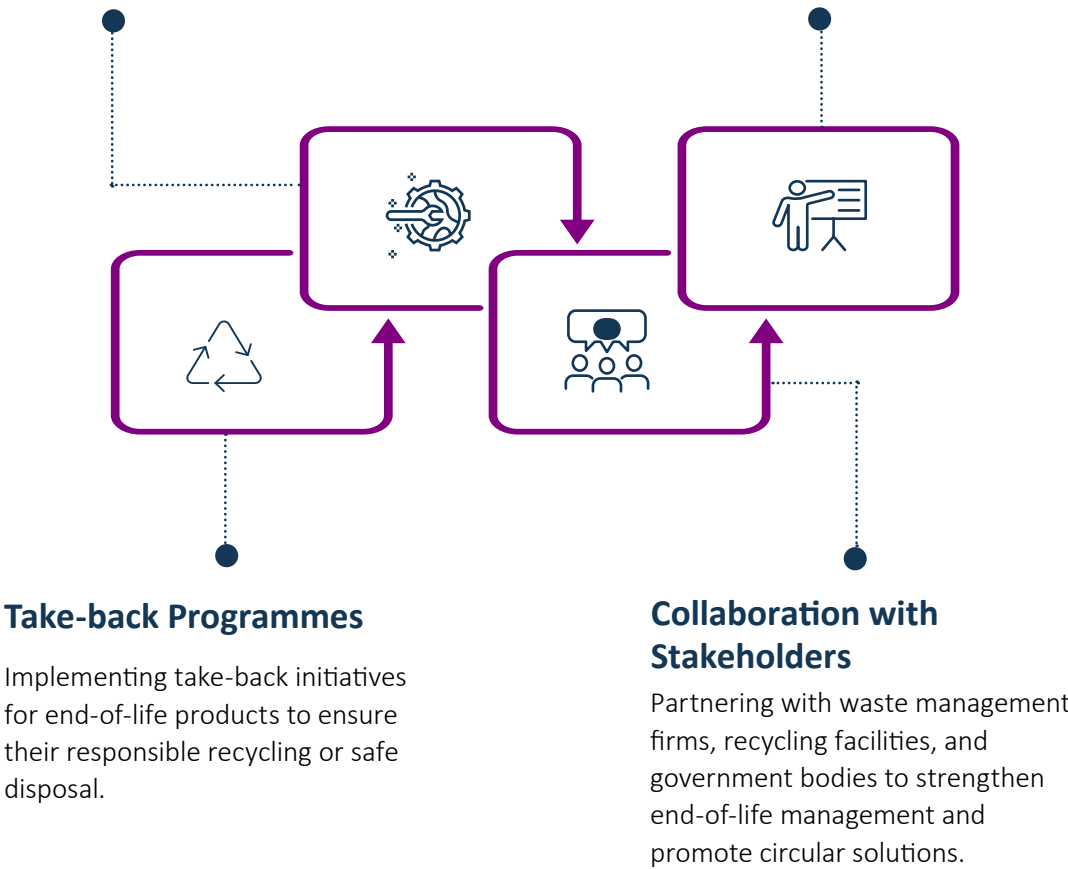 Take-back Programmes
Implementing take-back initiatives
for end-of-life products to ensure
their responsible recycling or safe
disposal.
Collaboration with
Stakeholders
Partnering with waste management
firms, recycling facilities, and
government bodies to strengthen
end-of-life management and
promote circular solutions.